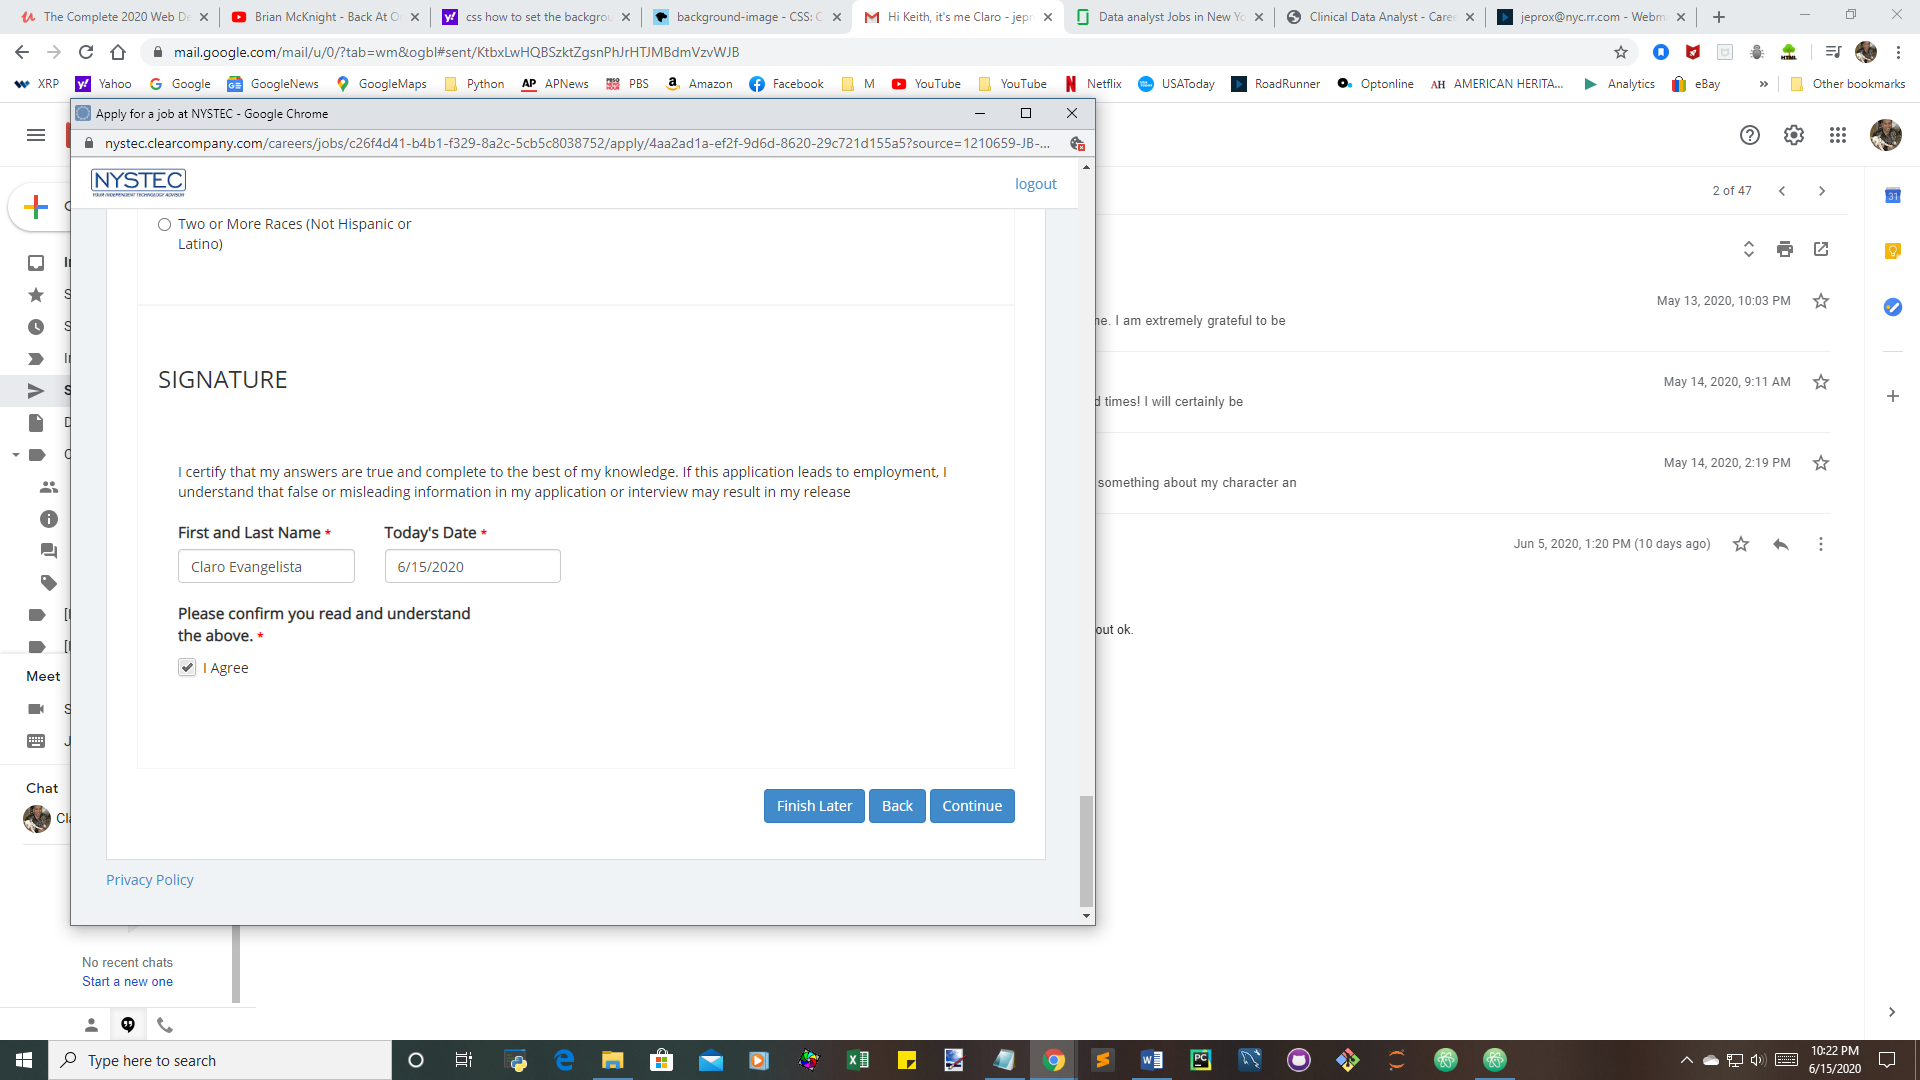 The Complete 2020 Web De
Brian McKnight - Back At O
css how to set the backgrou
background-image - CSS: C
Hi Keith, it's me Claro - jepr
Data analyst Jobs in New Yo
Clinical Data Analyst - Care
jeprox@nyc.rr.com - Webm
mail.google.com/mail/u/0/?tab=wm&ogbl#sent/KtbxLwHQBSzktZgsnPhJrHTJMBdmVzvWJB
XRP
Yahoo
Google
GoogleNews
GoogleMaps
Python
AP APNews
PBS
Amazon
Facebook
M
YouTube
YouTube
Netflix
USAToday
RoadRunner
Optionline
AH AMERICAN HERITA...
Analytics
eBay
»
Other bookmarks
Apply for a job at NYSTEC - Google Chrome
nystec.clearcompany.com/careers/jobs/c26f4d41-b4b1-f329-8a2c-5cb5c8038752/apply/4aa2ad1a-ef2f-9d6d-8620-29c721d155a5?source=1210659-JB-...
NYSTEC
YOUR INDEPENDENT TECHNOLOGY ADVISOR
logout
2 of 47
Two or More Races (Not Hispanic or
Latino)
May 13, 2020, 10:03 PM
ne. I am extremely grateful to be
SIGNATURE
May 14, 2020, 9:11 AM
d times! I will certainly be
I certify that my answers are true and complete to the best of my knowledge. If this application leads to employment, I
understand that false or misleading information in my application or interview may result in my release
May 14, 2020, 2:19 PM
something about my character an
First and Last Name *
Today's Date *
Claro Evangelista
6/15/2020
Jun 5, 2020, 1:20 PM (10 days ago)
Please confirm you read and understand
the above. *
out ok.
I Agree
Meet
Chat
Cla
Finish Later
Back
Continue
Privacy Policy
No recent chats
Start a new one
Type here to search
10:22 PM
6/15/2020